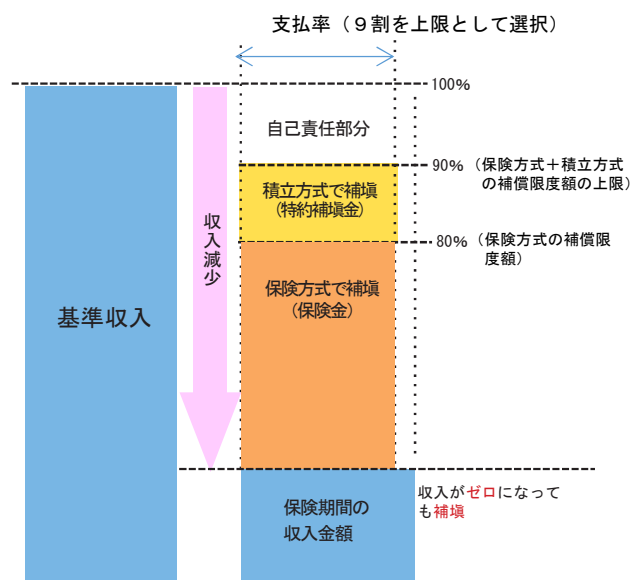 支払率（９割を上限として選択）
100%
自己責任部分
90%
（保険方式＋積立方式
の補償限度額の上限）
積立方式で補塡
（特約補塡金）
80%
（保険方式の補償限
度額）
収入減少
保険方式で補塡
（保険金）
基準収入
保険期間の
収入金額
収入がゼロになって
も補塡